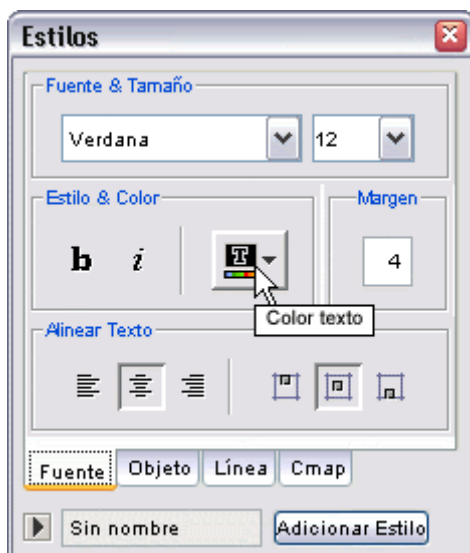 Estilos
Fuente & Tamaño
Verdana 12
Estilo & Color Margen
b i T 4
Color texto
Alinear Texto
Fuente Objeto Línea Cmap
Sin nombre Adicionar Estilo